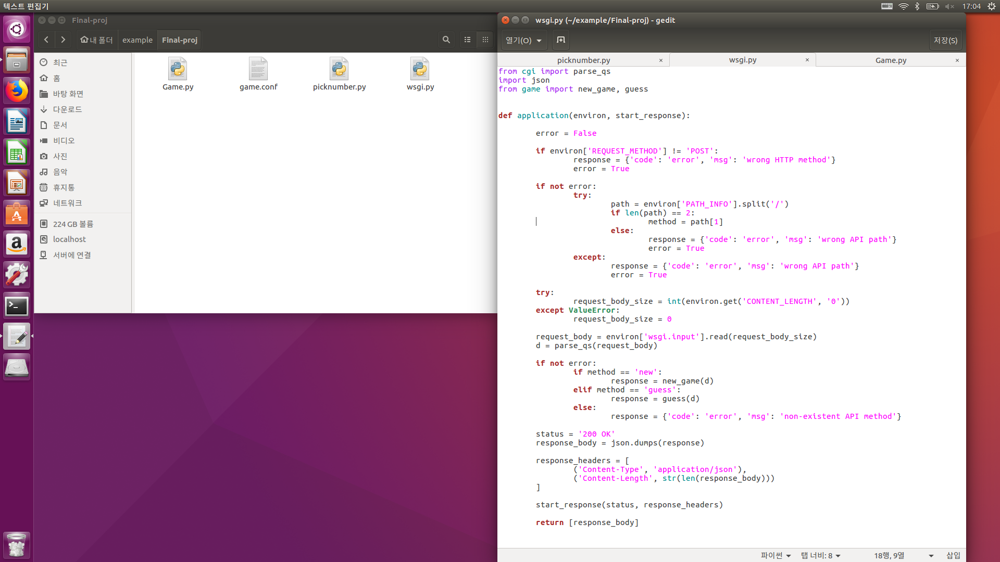 텍스트 편집기
17:04
Final-proj
내 폴더
example
Final-proj
최근
홈
바탕 화면
다운로드
문서
비디오
사진
음악
휴지통
네트워크
224 GB 볼륨
localhost
서버에 연결
Game.py
game.conf
picknumber.py
wsgi.py
wsgi.py (~/example/Final-proj) - gedit
열기(O)
저장(S)
picknumber.py
wsgi.py
Game.py
from cgi import parse_qs
import json
from game import new_game, guess
def application(environ, start_response):
error = False
if environ['REQUEST_METHOD'] != 'POST':
response = {'code': 'error', 'msg': 'wrong HTTP method'}
error = True
if not error:
try:
path = environ['PATH_INFO'].split('/')
if len(path) == 2:
method = path[1]
else:
response = {'code': 'error', 'msg': 'wrong API path'}
error = True
except:
response = {'code': 'error', 'msg': 'wrong API path'}
error = True
try:
request_body_size = int(environ.get('CONTENT_LENGTH', '0'))
except ValueError:
request_body_size = 0
request_body = environ['wsgi.input'].read(request_body_size)
d = parse_qs(request_body)
if not error:
if method == 'new':
response = new_game(d)
elif method == 'guess':
response = guess(d)
else:
response = {'code': 'error', 'msg': 'non-existent API method'}
status = '200 OK'
response_body = json.dumps(response)
response_headers = [
('Content-Type', 'application/json'),
('Content-Length', str(len(response_body)))
]
start_response(status, response_headers)
return [response_body]
파이썬
탭 너비: 8
18행, 9열
삽입